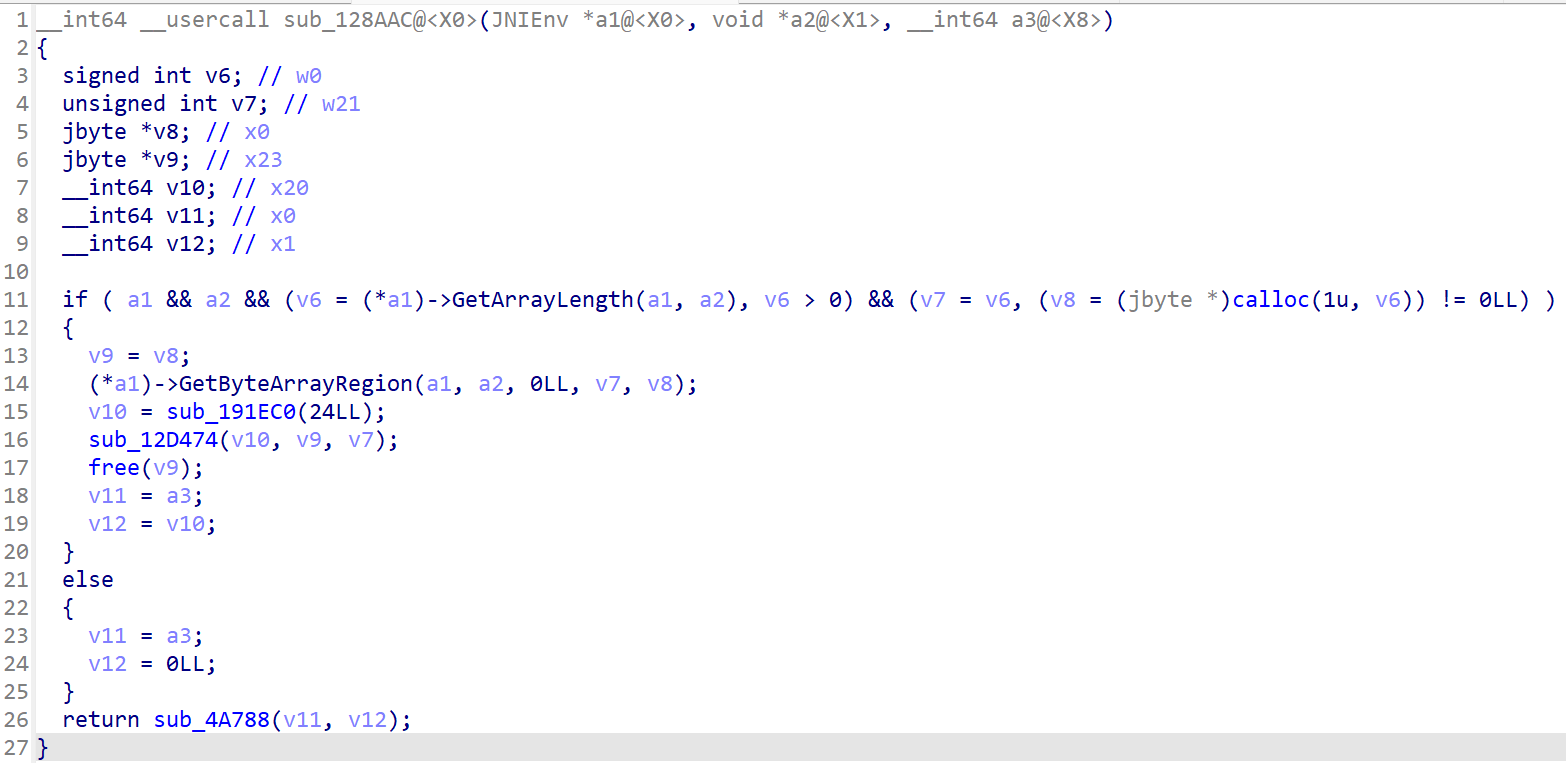 1 __int64 __usercall sub_128AAC@<X0>(JNIEnv *a1@<X0>, void *a2@<X1>, __int64 a3@<X8>)
2 {
3   signed int v6; // w0
4   unsigned int v7; // w21
5   jbyte *v8; // x0
6   jbyte *v9; // x23
7   __int64 v10; // x20
8   __int64 v11; // x0
9   __int64 v12; // x1
10
11   if ( a1 && a2 && (v6 = (*a1)->GetArrayLength(a1, a2), v6 > 0) && (v7 = v6, (v8 = (jbyte *)calloc(1u, v6)) != 0LL) )
12   {
13     v9 = v8;
14     (*a1)->GetByteArrayRegion(a1, a2, 0LL, v7, v8);
15     v10 = sub_191EC0(24LL);
16     sub_12D474(v10, v9, v7);
17     free(v9);
18     v11 = a3;
19     v12 = v10;
20   }
21   else
22   {
23     v11 = a3;
24     v12 = 0LL;
25   }
26   return sub_4A788(v11, v12);
27 }